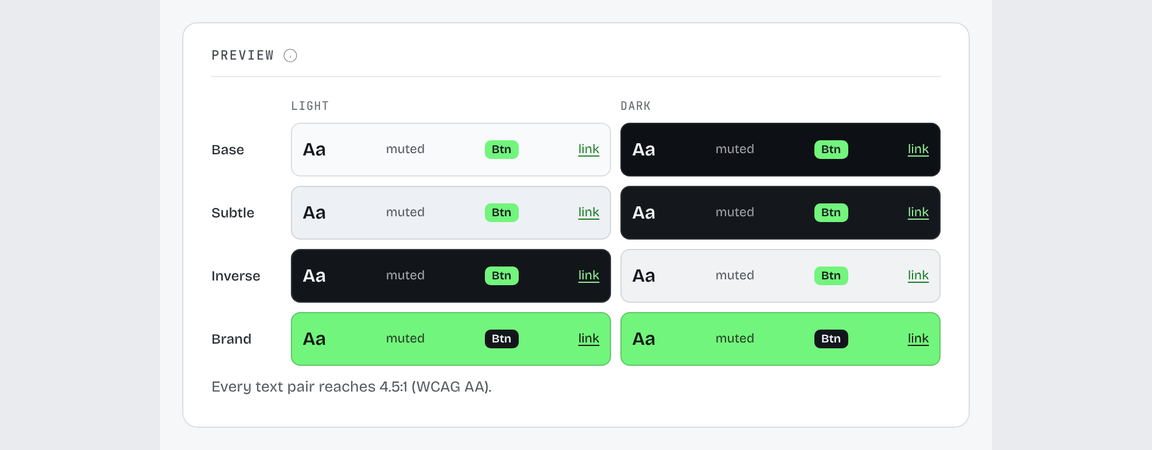 PREVIEW
LIGHT DARK
Base Aa muted Btn link Aa muted Btn link
Subtle Aa muted Btn link Aa muted Btn link
Inverse Aa muted Btn link Aa muted Btn link
Brand Aa muted Btn link Aa muted Btn link
Every text pair reaches 4.5:1 (WCAG AA).